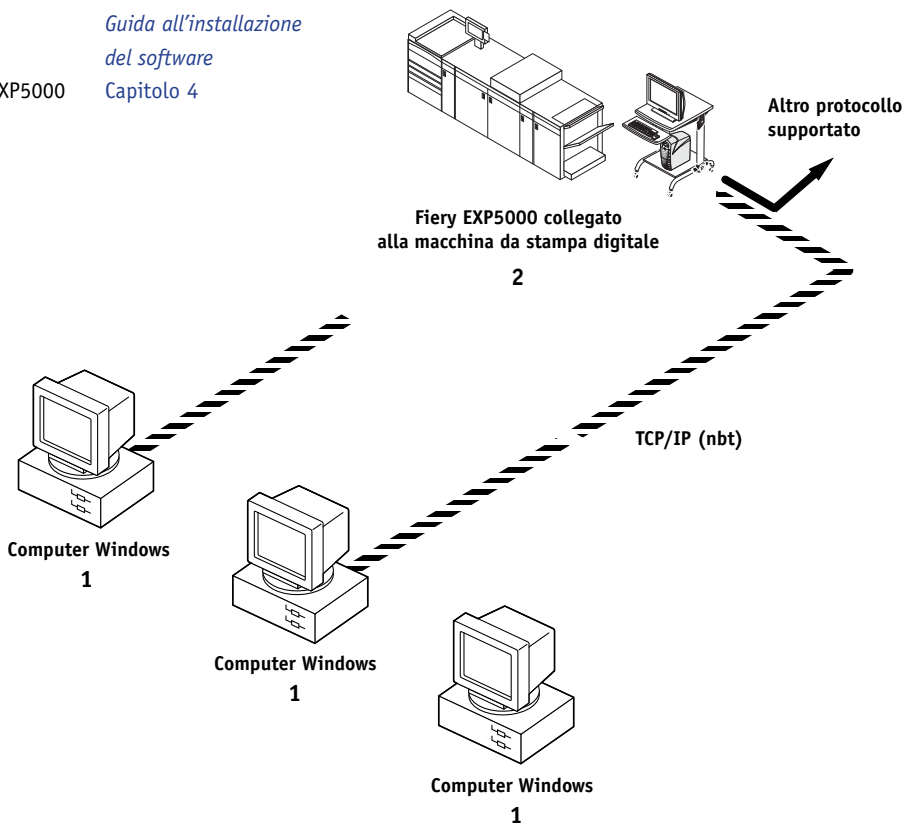 Guida all'installazione
del software
XP5000 Capitolo 4
Altro protocollo
supportato
Fiery EXP5000 collegato
alla macchina da stampa digitale
2
TCP/IP (nbt)
Computer Windows
1
Computer Windows
1
Computer Windows
1